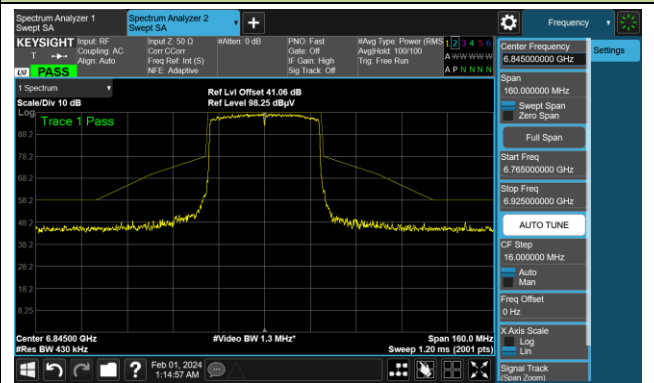 Spectrum Analyzer 1
Swept SA
Spectrum Analyzer 2
Swept SA
+
Frequency
KEYSIGHT
T
LXI
PASS
Input: RF
Coupling: AC
Align: Auto
Input Z: 50 Ω
Corr CCorr
Freq Ref: Int (S)
NFE: Adaptive
#Atten: 0 dB
PNO: Fast
Gate: Off
IF Gain: High
Sig Track: Off
#Avg Type: Power (RMS
Avg|Hold: 100/100
Trig: Free Run
1 2 3 4 5 6
A W W W W W
A P N N N N
1 Spectrum
Scale/Div 10 dB
Ref Lvl Offset 41.06 dB
Ref Level 98.25 dBµV
Log
Trace 1 Pass
88.2
78.2
68.2
58.2
48.2
38.2
28.2
18.2
8.25
Center 6.84500 GHz
#Res BW 430 kHz
#Video BW 1.3 MHz*
Span 160.0 MHz
Sweep 1.20 ms (2001 pts)
Center Frequency
6.845000000 GHz
Settings
Span
160.000000 MHz
Swept Span
Zero Span
Full Span
Start Freq
6.765000000 GHz
Stop Freq
6.925000000 GHz
AUTO TUNE
CF Step
16.000000 MHz
Auto
Man
Freq Offset
0 Hz
X Axis Scale
Log
Lin
Signal Track
(Span Zoom)
?
Feb 01, 2024
1:14:57 AM